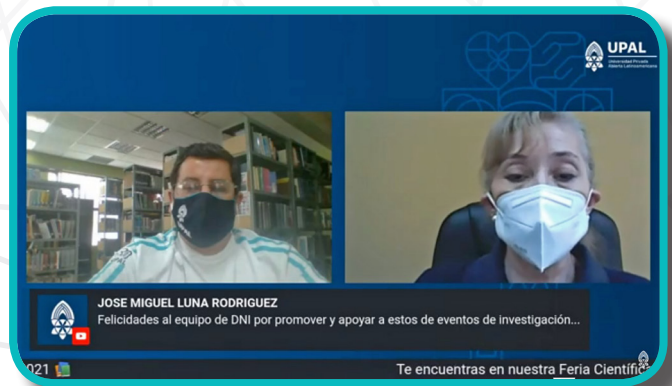 UPAL
Universidad Privada
Abierta Latinoamericana
JOSE MIGUEL LUNA RODRIGUEZ
Felicidades al equipo de DNI por promover y apoyar a estos de eventos de investigación...
021
Te encuentras en nuestra Feria Científic